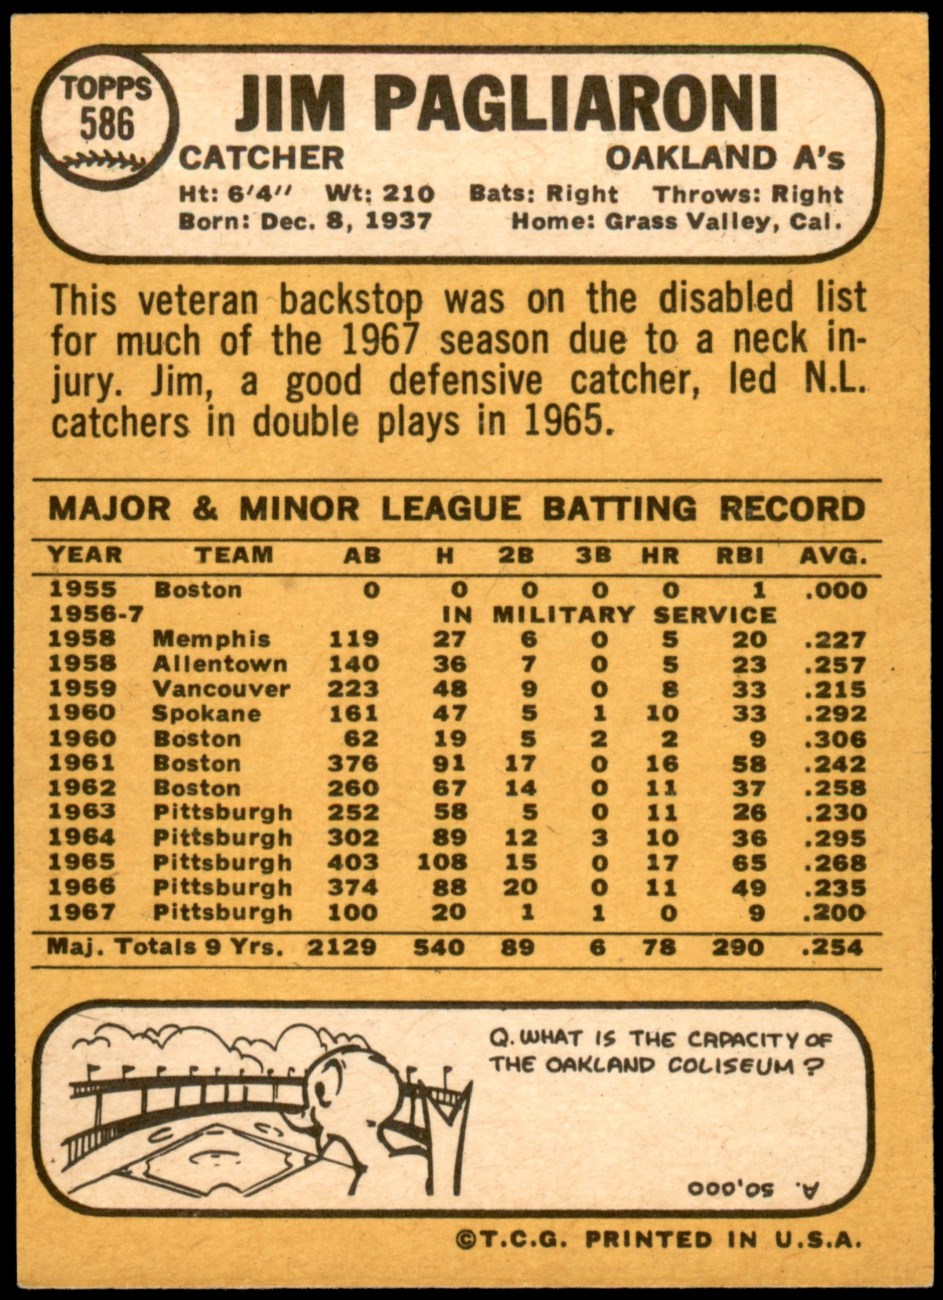 TOPPS
586
JIM PAGLIARONI
CATCHER OAKLAND A's
Ht: 6'4" Wt: 210 Bats: Right Throws: Right
Born: Dec. 8, 1937 Home: Grass Valley, Cal.
This veteran backstop was on the disabled list
for much of the 1967 season due to a neck in-
jury. Jim, a good defensive catcher, led N.L.
catchers in double plays in 1965.
MAJOR & MINOR LEAGUE BATTING RECORD
YEAR TEAM AB H 2B 3B HR RBI AVG.
1955 Boston 0 0 0 0 0 1 .000
1956-7 IN MILITARY SERVICE
1958 Memphis 119 27 6 0 5 20 .227
1958 Allentown 140 36 7 0 5 23 .257
1959 Vancouver 223 48 9 0 8 33 .215
1960 Spokane 161 47 5 1 10 33 .292
1960 Boston 62 19 5 2 2 9 .306
1961 Boston 376 91 17 0 16 58 .242
1962 Boston 260 67 14 0 11 37 .258
1963 Pittsburgh 252 58 5 0 11 26 .230
1964 Pittsburgh 302 89 12 3 10 36 .295
1965 Pittsburgh 403 108 15 0 17 65 .268
1966 Pittsburgh 374 88 20 0 11 49 .235
1967 Pittsburgh 100 20 1 1 0 9 .200
Maj. Totals 9 Yrs. 2129 540 89 6 78 290 .254
Q. WHAT IS THE CAPACITY OF
THE OAKLAND COLISEUM?
A. 50,000
©T.C.G. PRINTED IN U.S.A.